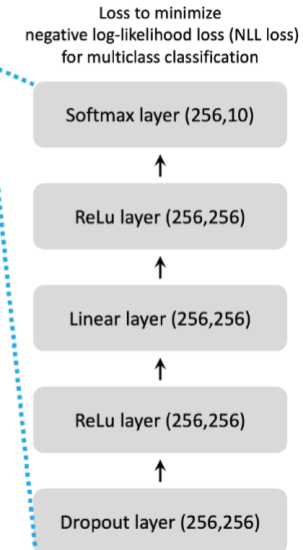 Loss to minimize
negative log-likelihood loss (NLL loss)
for multiclass classification
Softmax layer (256,10)
ReLu layer (256,256)
Linear layer (256,256)
ReLu layer (256,256)
Dropout layer (256,256)